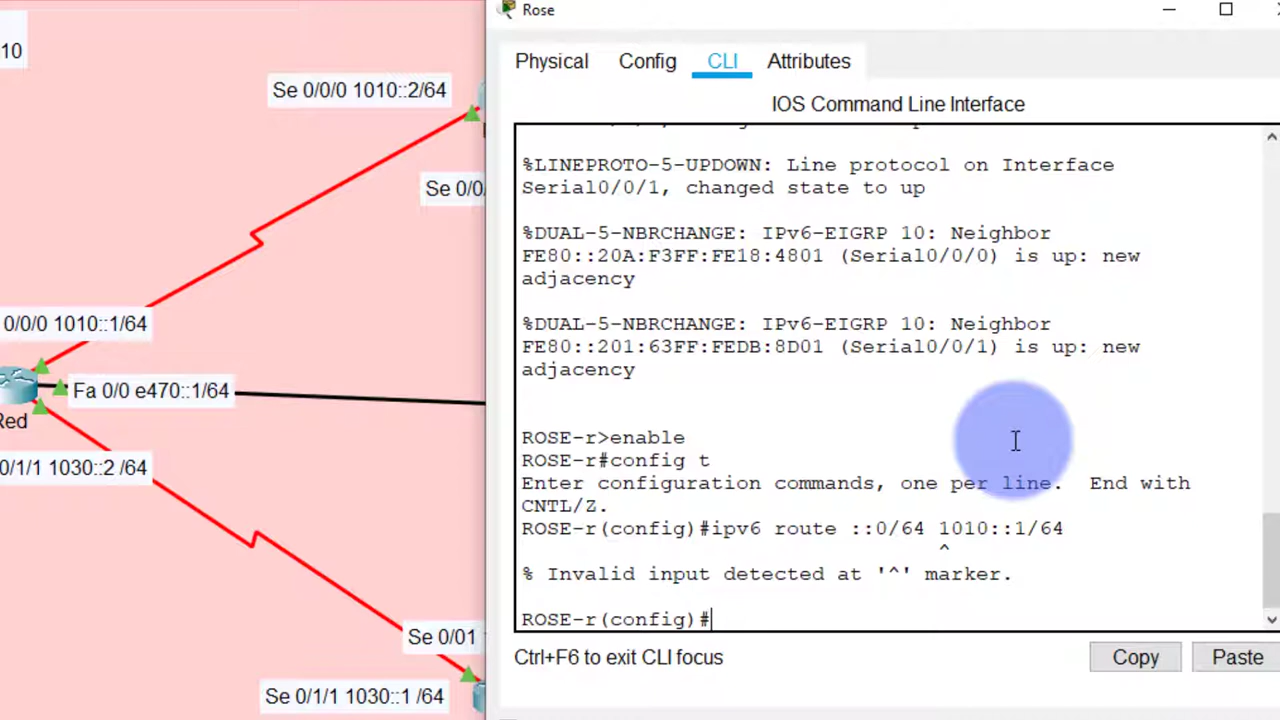 Rose
10
Physical Config CLI Attributes
Se 0/0/0 1010::2/64
IOS Command Line Interface
%LINEPROTO-5-UPDOWN: Line protocol on Interface
Serial0/0/1, changed state to up
Se 0/0/
%DUAL-5-NBRCHANGE: IPv6-EIGRP 10: Neighbor
FE80::20A:F3FF:FE18:4801 (Serial0/0/0) is up: new
adjacency
0/0/0 1010::1/64
%DUAL-5-NBRCHANGE: IPv6-EIGRP 10: Neighbor
FE80::201:63FF:FEDB:8D01 (Serial0/0/1) is up: new
adjacency
Fa 0/0 e470::1/64
Red
ROSE-r>enable
ROSE-r#config t
0/1/1 1030::2 /64
Enter configuration commands, one per line. End with
CNTL/Z.
ROSE-r(config)#ipv6 route ::0/64 1010::1/64
^
% Invalid input detected at '^' marker.
ROSE-r(config)#
Se 0/01
Ctrl+F6 to exit CLI focus
Copy Paste
Se 0/1/1 1030::1 /64